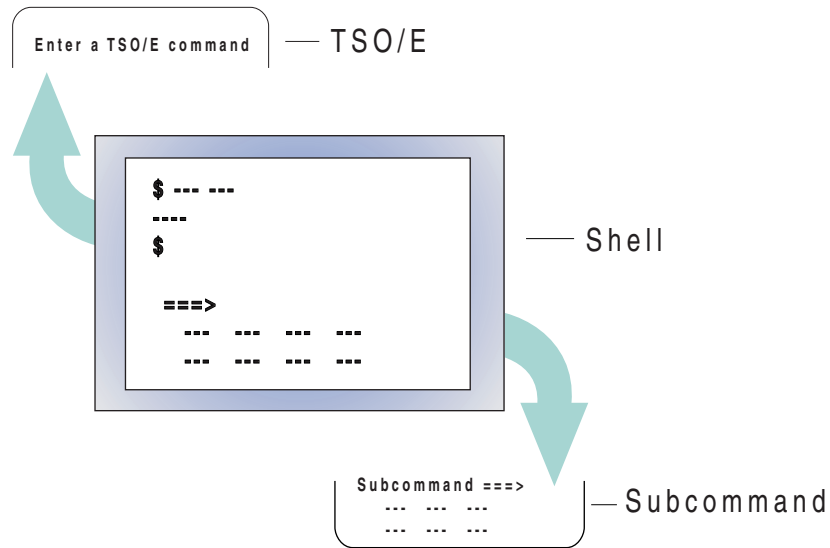 Enter a TSO/E command
TSO/E
$ --- ---
----
$
Shell
===>
--- --- --- ---
--- --- --- ---
Subcommand ===>
--- --- ---
--- --- ---
Subcommand